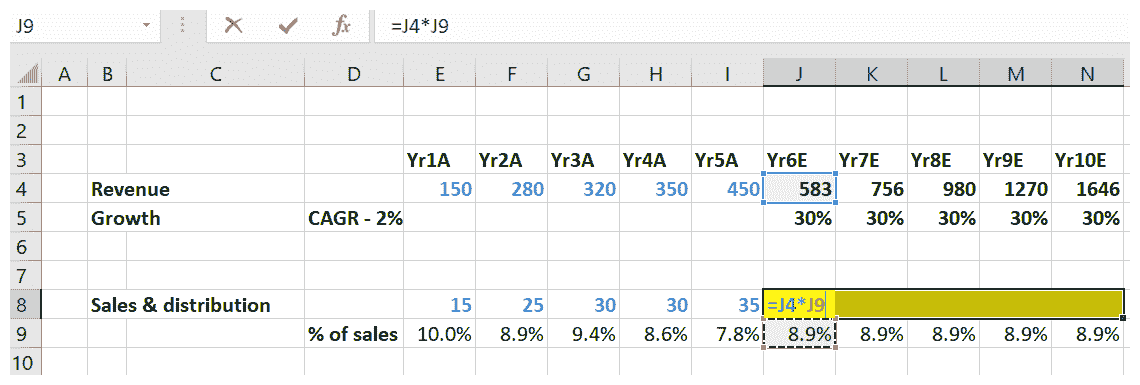 J9 fx =J4*J9
A B C D E F G H I J K L M N
1
2
3 Yr1A Yr2A Yr3A Yr4A Yr5A Yr6E Yr7E Yr8E Yr9E Yr10E
4 Revenue 150 280 320 350 450 583 756 980 1270 1646
5 Growth CAGR - 2% 30% 30% 30% 30% 30%
6
7
8 Sales & distribution 15 25 30 30 35 =J4*J9
9 % of sales 10.0% 8.9% 9.4% 8.6% 7.8% 8.9% 8.9% 8.9% 8.9% 8.9%
10